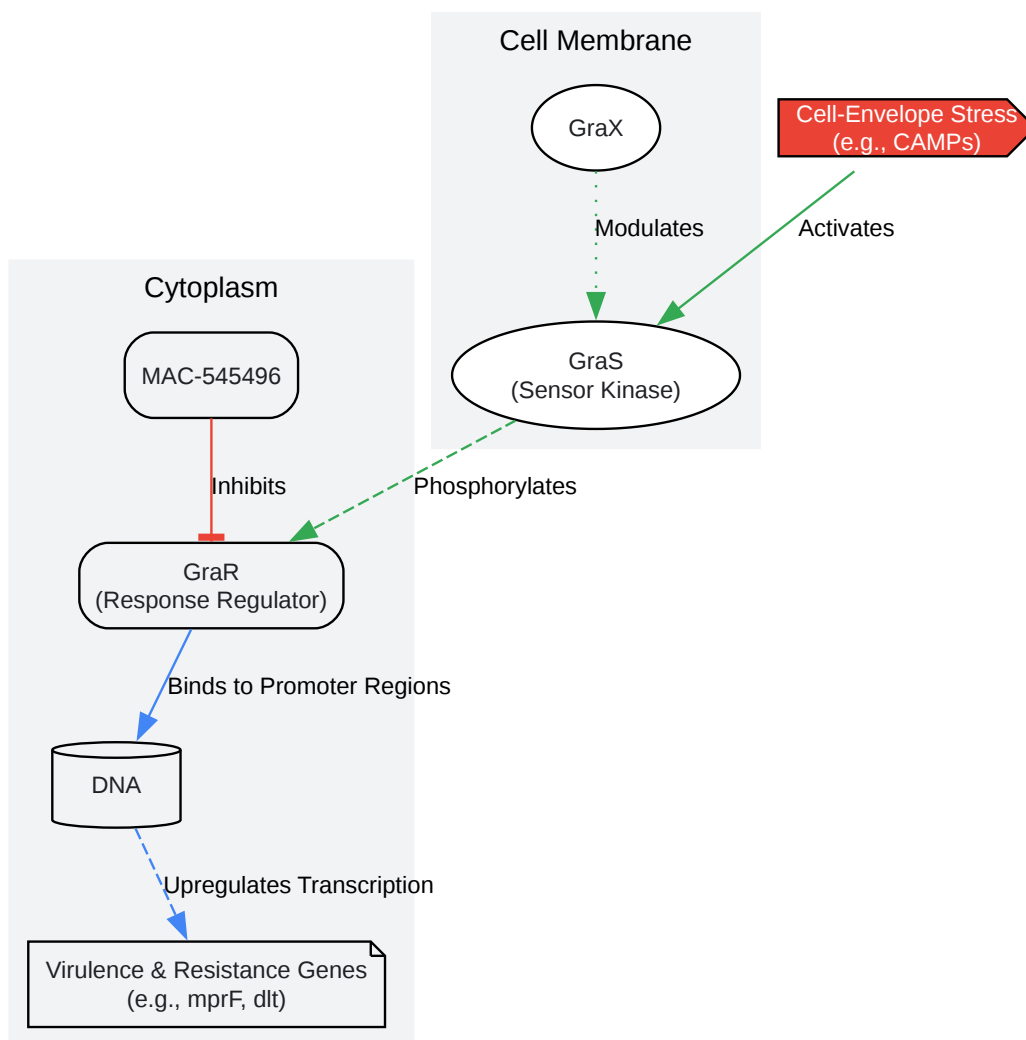 Cell Membrane
GraX
Cell-Envelope Stress
(e.g., CAMPs)
Modulates
Activates
Cytoplasm
MAC-545496
GraS
(Sensor Kinase)
Inhibits
Phosphorylates
GraR
(Response Regulator)
Binds to Promoter Regions
DNA
Upregulates Transcription
Virulence & Resistance Genes
(e.g., mprF, dlt)